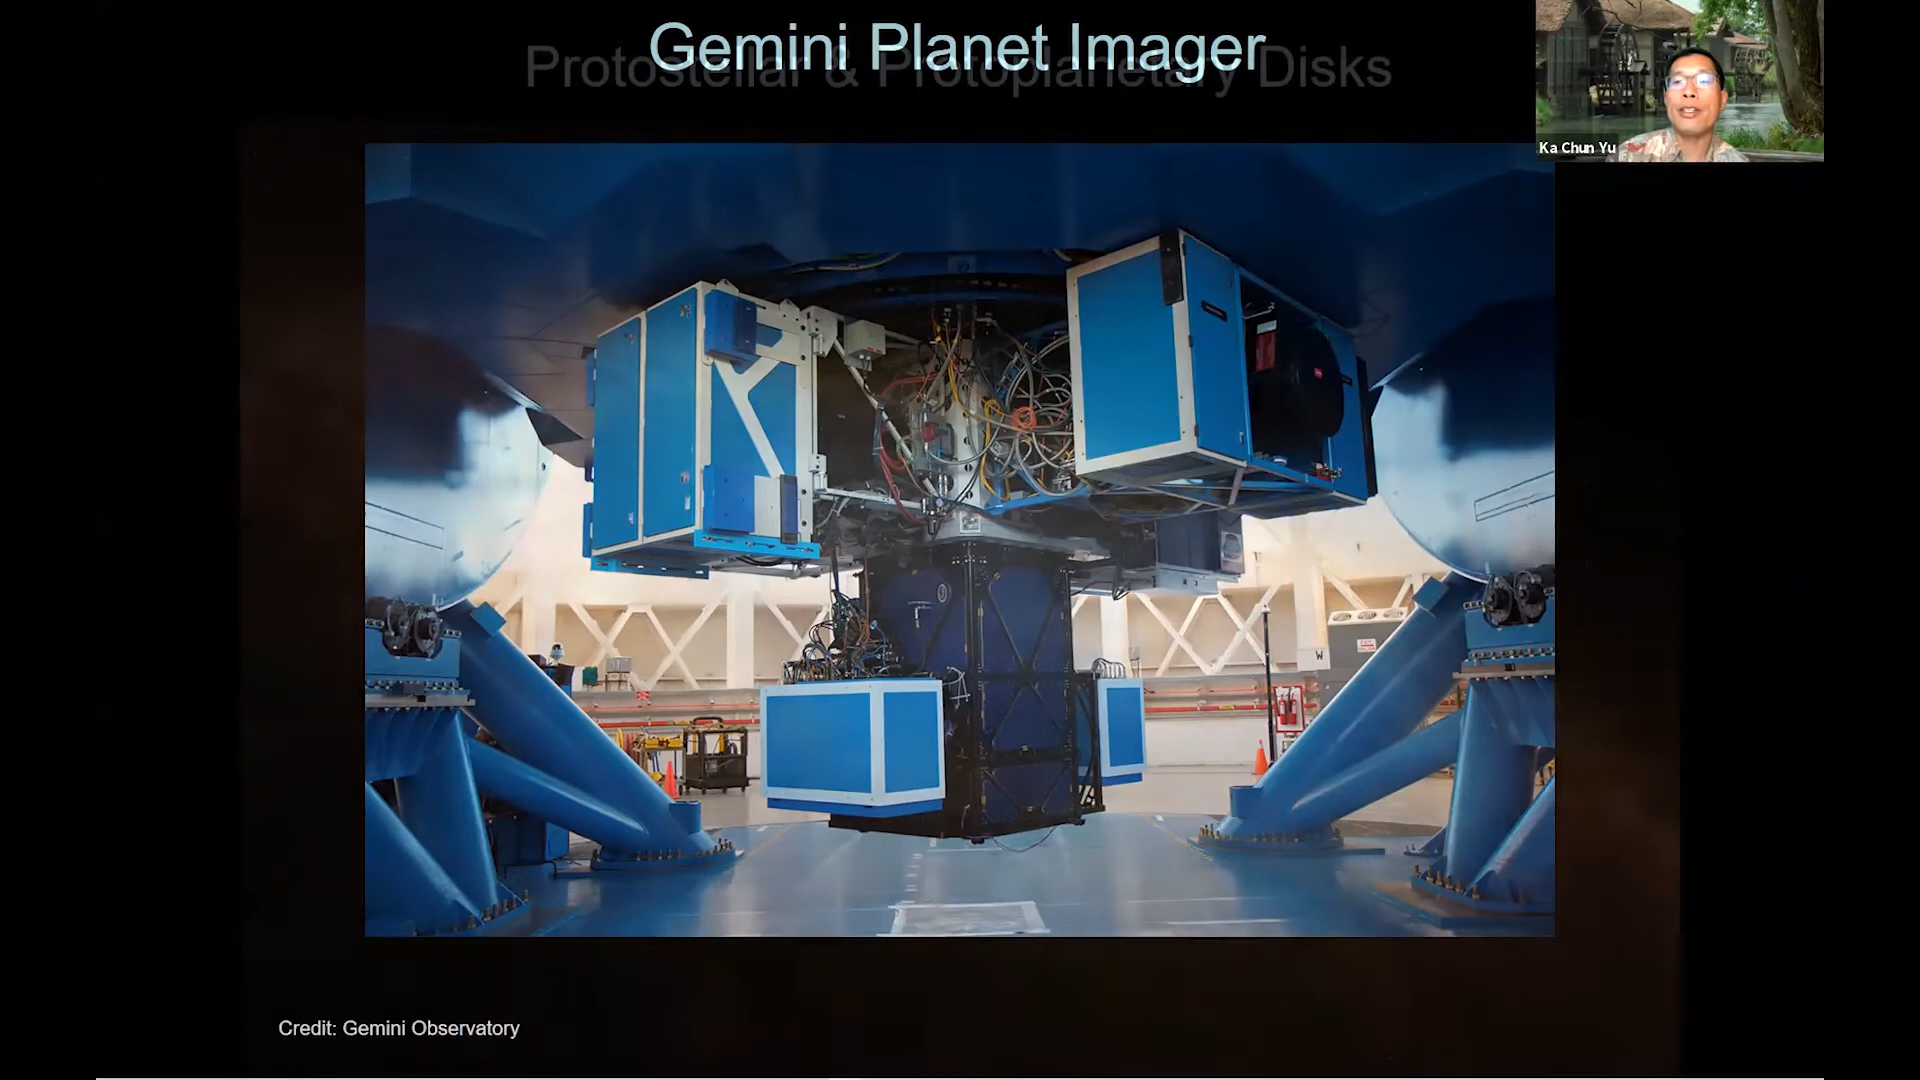 Gemini Planet Imager
Protostellar & Protoplanetary Disks
Ka Chun Yu
W
Credit: Gemini Observatory